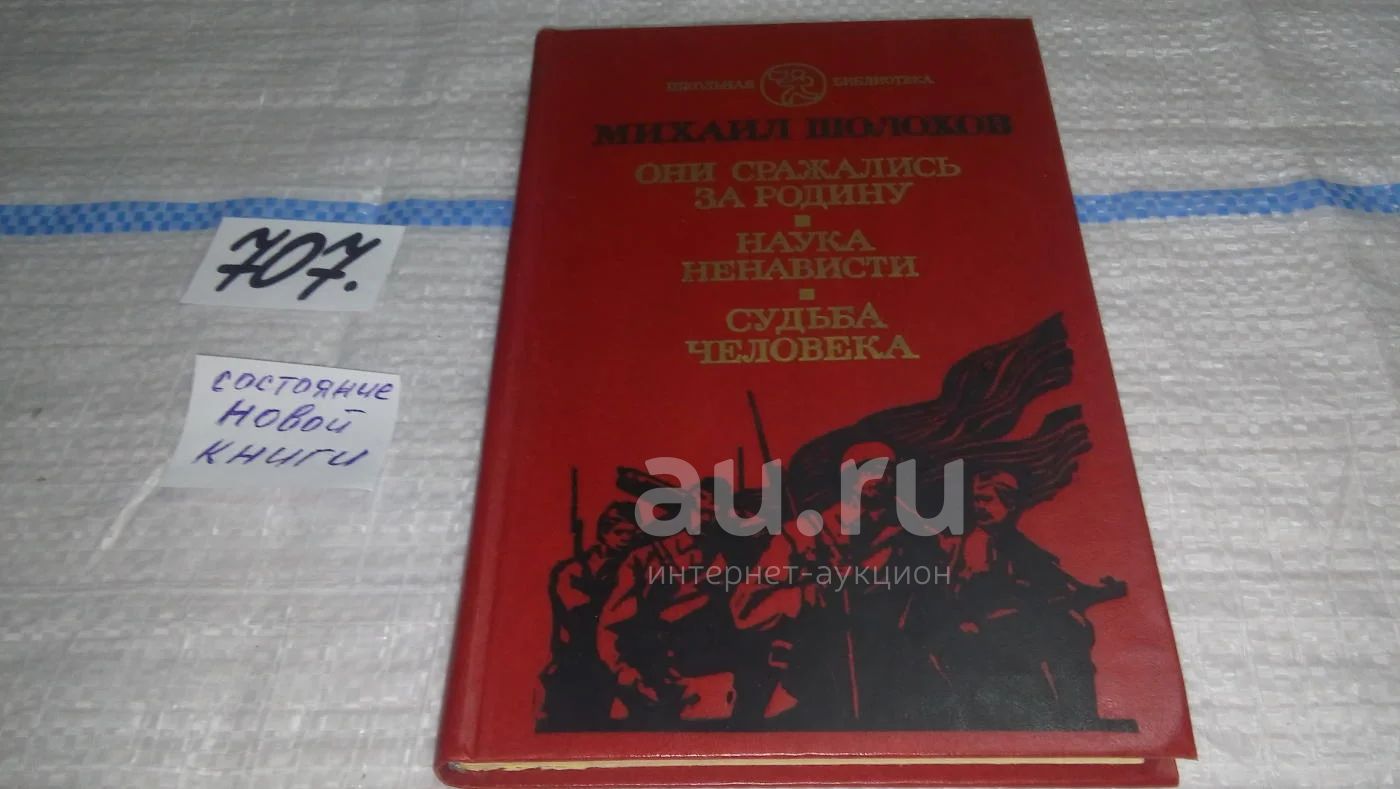 ШКОЛЬНАЯ БИБЛИОТЕКА
МИХАИЛ ШОЛОХОВ
ОНИ СРАЖАЛИСЬ
ЗА РОДИНУ
НАУКА
НЕНАВИСТИ
СУДЬБА
ЧЕЛОВЕКА
707.
состояние
новой
книги
au.ru
интернет-аукцион